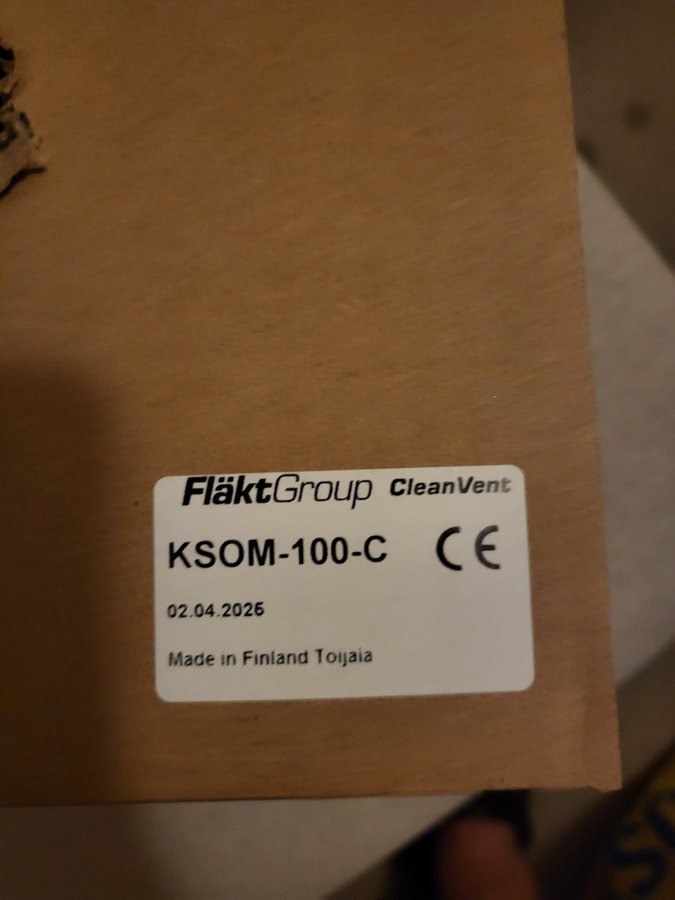 FläktGroup CleanVent
KSOM-100-C CE
02.04.2025
Made in Finland Toijala